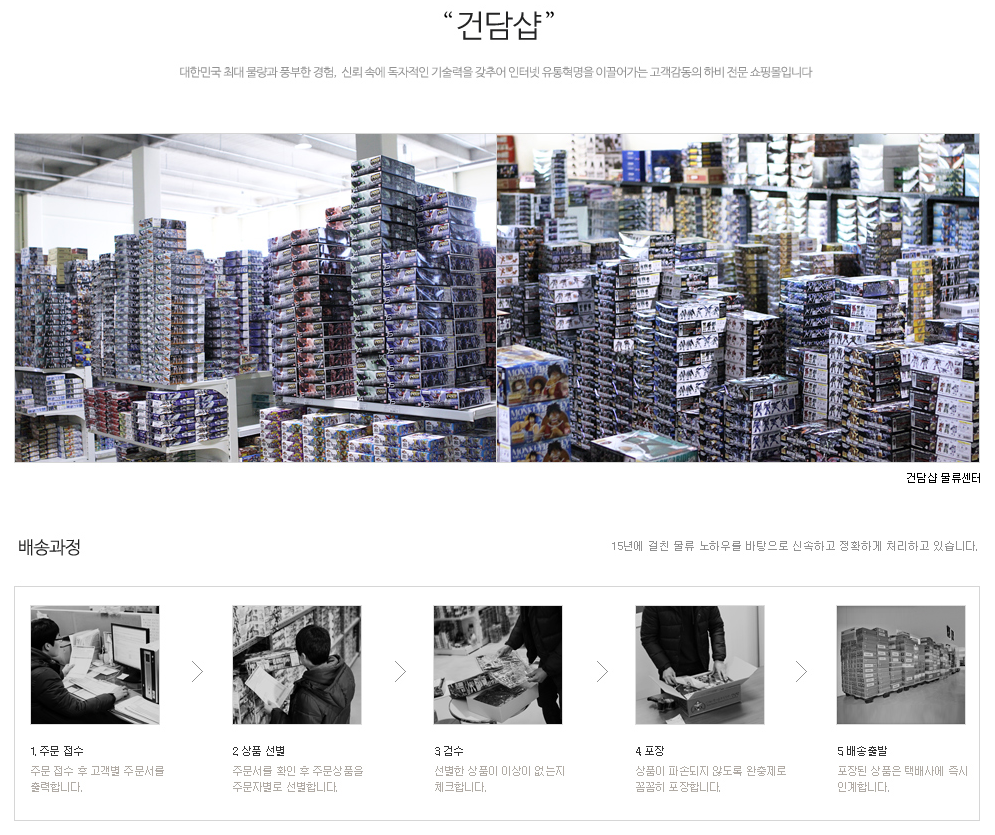 “건담샵”
대한민국 최대 물량과 풍부한 경험, 신뢰 속에 독자적인 기술력을 갖추어 인터넷 유통혁명을 이끌어가는 고객감동의 하비 전문 쇼핑몰입니다
건담샵 물류센터
배송과정
15년에 걸친 물류 노하우를 바탕으로 신속하고 정확하게 처리하고 있습니다.
1. 주문 접수
주문 접수 후 고객별 주문서를
출력합니다.
2. 상품 선별
주문서를 확인 후 주문상품을
주문자별로 선별합니다.
3. 검수
선별한 상품이 이상이 없는지
체크합니다.
4. 포장
상품이 파손되지 않도록 완충제로
꼼꼼히 포장합니다.
5. 배송출발
포장된 상품은 택배사에 즉시
인계합니다.